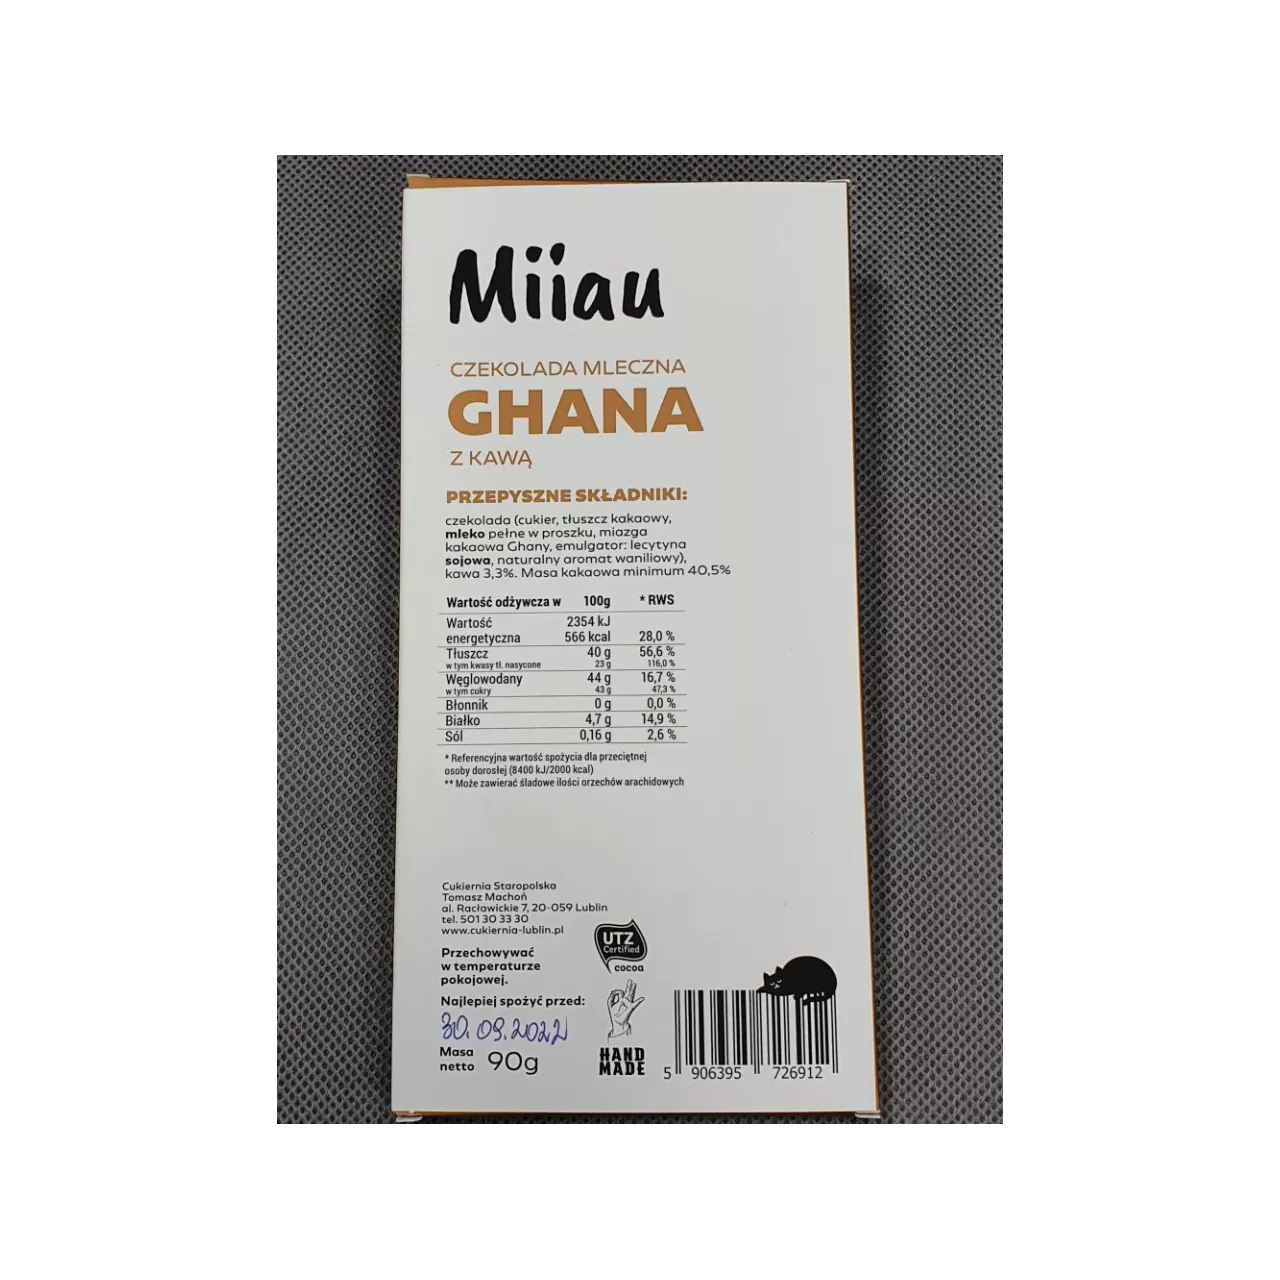 Miiau
CZEKOLADA MLECZNA
GHANA
Z KAWĄ
PRZEPYSZNE SKŁADNIKI:
czekolada (cukier, tłuszcz kakaowy,
mleko pełne w proszku, miazga
kakaowa Ghany, emulgator: lecytyna
sojowa, naturalny aromat waniliowy),
kawa 3,3%. Masa kakaowa minimum 40,5%
Wartość odżywcza w 100g * RWS
Wartość 2354 kJ
energetyczna 566 kcal 28,0 %
Tłuszcz 40 g 56,6 %
w tym kwasy tł. nasycone 23 g 116,0 %
Węglowodany 44 g 16,7 %
w tym cukry 43 g 47,3 %
Błonnik 0 g 0,0 %
Białko 4,7 g 14,9 %
Sól 0,16 g 2,6 %
* Referencyjna wartość spożycia dla przeciętnej
osoby dorosłej (8400 kJ/2000 kcal)
** Może zawierać śladowe ilości orzechów arachidowych
Cukiernia Staropolska
Tomasz Machoń
al. Racławickie 7, 20-059 Lublin
tel. 501 30 33 30
www.cukiernia-lublin.pl
Przechowywać
w temperaturze
pokojowej.
Najlepiej spożyć przed:
30.09.2022
Masa
netto 90g
UTZ
Certified
cocoa
HAND
MADE
5 906395 726912